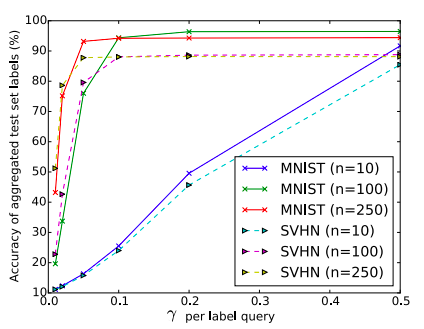 100
90
80
70
60
50
40
30
20
10
Accuracy of aggregated test set labels (%)
MNIST (n=10)
MNIST (n=100)
MNIST (n=250)
SVHN (n=10)
SVHN (n=100)
SVHN (n=250)
0.0 0.1 0.2 0.3 0.4 0.5
γ per label query